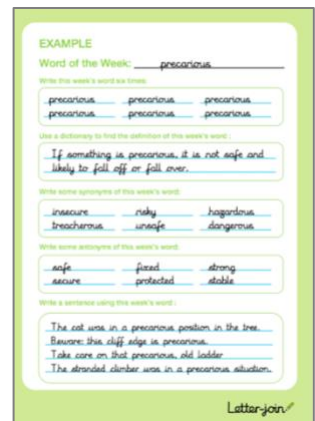 EXAMPLE
Word of the Week: precarious
Write this week's word six times:
precarious precarious precarious
precarious precarious precarious
Use a dictionary to find the definition of this week's word :
If something is precarious, it is not safe and
likely to fall off or fall over.
Write some synonyms of this week's word:
insecure risky hazardous
treacherous unsafe dangerous
Write some antonyms of this week's word:
safe fixed strong
secure protected stable
Write a sentence using the week's word :
The cat was in a precarious position in the tree.
Beware: this cliff edge is precarious.
Take care on that precarious, old ladder
The stranded climber was in a precarious situation.
Letter-join